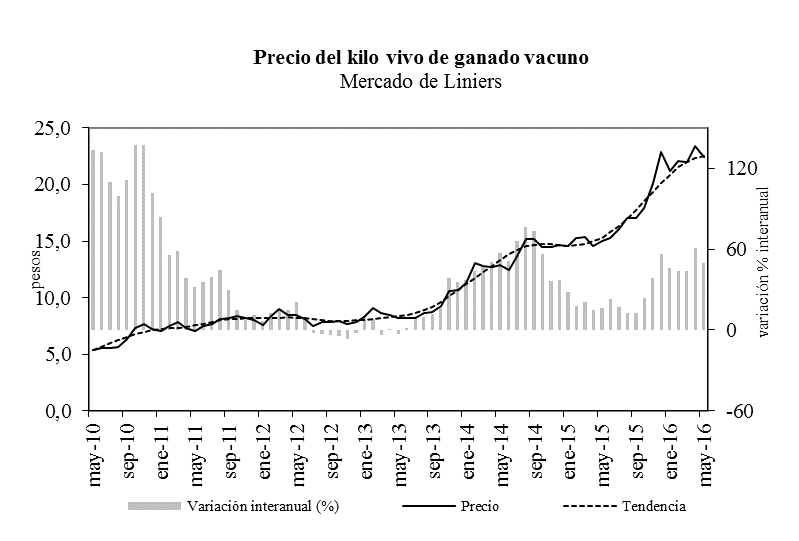 Precio del kilo vivo de ganado vacuno
Mercado de Liniers
25,0
20,0
15,0
10,0
5,0
0,0
pesos
120
60
0
-60
variación % interanual
may-10
sep-10
ene-11
may-11
sep-11
ene-12
may-12
sep-12
ene-13
may-13
sep-13
ene-14
may-14
sep-14
ene-15
may-15
sep-15
ene-16
may-16
Variación interanual (%)
Precio
Tendencia